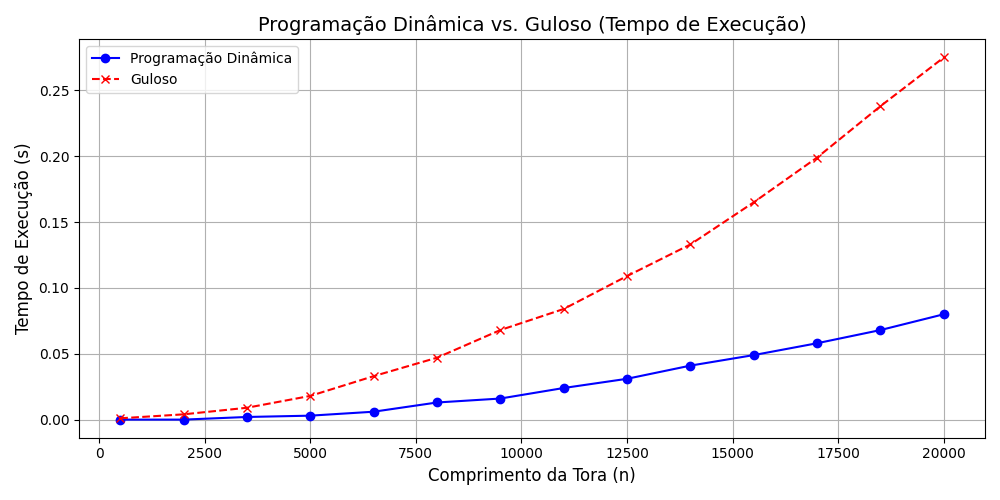 Programação Dinâmica vs. Guloso (Tempo de Execução)
Programação Dinâmica
Guloso
Tempo de Execução (s)
0.25
0.20
0.15
0.10
0.05
0.00
0 2500 5000 7500 10000 12500 15000 17500 20000
Comprimento da Tora (n)